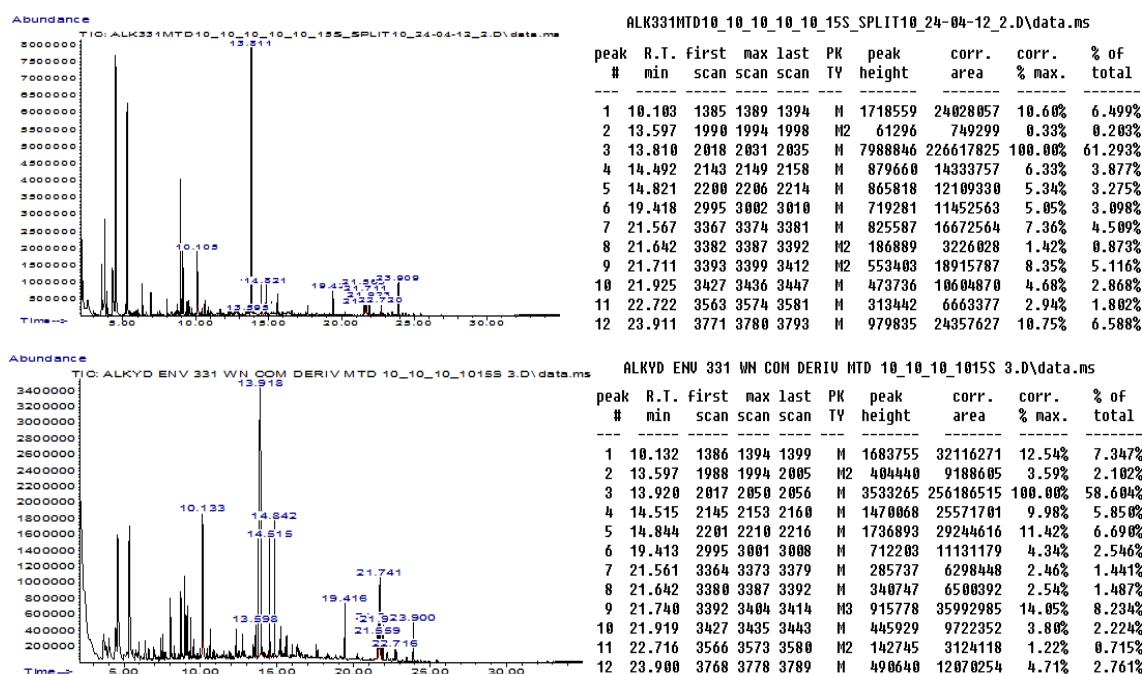 Abundance
TIC: ALK331MTD10_10_10_10_10_15S_SPLIT10_24-04-12_2.D\data.ms
13.811
8000000
7500000
7000000
6500000
6000000
5500000
5000000
4500000
4000000
3500000
3000000
2500000
2000000
1500000
1000000
500000
10.105
14.821
23.909
Time-->
5.00 10.00 15.00 20.00 25.00 30.00
ALK331MTD10_10_10_10_10_15S_SPLIT10_24-04-12_2.D\data.ms
peak R.T. first max last PK peak corr. corr. % of
# min scan scan scan TY height area % max. total
--- ----- ----- ---- ---- --- ------- ------- ------ -------
1 10.103 1385 1389 1394 M 1718559 24028057 10.60% 6.499%
2 13.597 1990 1994 1998 M2 61296 749299 0.33% 0.203%
3 13.810 2018 2031 2035 M 7988846 226617825 100.00% 61.293%
4 14.492 2143 2149 2158 M 879660 14333757 6.33% 3.877%
5 14.821 2200 2206 2214 M 865818 12109330 5.34% 3.275%
6 19.418 2995 3002 3010 M 719281 11452563 5.05% 3.098%
7 21.567 3367 3374 3381 M 825587 16672564 7.36% 4.509%
8 21.642 3382 3387 3392 M2 186889 3226028 1.42% 0.873%
9 21.711 3393 3399 3412 M2 553403 18915787 8.35% 5.116%
10 21.925 3427 3436 3447 M 473736 10604870 4.68% 2.868%
11 22.722 3563 3574 3581 M 313442 6663377 2.94% 1.802%
12 23.911 3771 3780 3793 M 979835 24357627 10.75% 6.588%
Abundance
TIC: ALKYD ENV 331 WN COM DERIV MTD 10_10_10_1015S 3.D\data.ms
13.918
3400000
3200000
3000000
2800000
2600000
2400000
2200000
2000000
1800000
1600000
1400000
1200000
1000000
800000
600000
400000
200000
10.133
14.842
14.515
21.741
19.416
13.598
23.900
21.559
22.716
Time-->
5.00 10.00 15.00 20.00 25.00 30.00
ALKYD ENV 331 WN COM DERIV MTD 10_10_10_1015S 3.D\data.ms
peak R.T. first max last PK peak corr. corr. % of
# min scan scan scan TY height area % max. total
--- ----- ----- ---- ---- --- ------- ------- ------ -------
1 10.132 1386 1394 1399 M 1683755 32116271 12.54% 7.347%
2 13.597 1988 1994 2005 M2 404440 9188605 3.59% 2.102%
3 13.920 2017 2050 2056 M 3533265 256186515 100.00% 58.604%
4 14.515 2145 2153 2160 M 1470068 25571701 9.98% 5.850%
5 14.844 2201 2210 2216 M 1736893 29244616 11.42% 6.690%
6 19.413 2995 3001 3008 M 712203 11131179 4.34% 2.546%
7 21.561 3364 3373 3379 M 285737 6298448 2.46% 1.441%
8 21.642 3380 3387 3392 M 340747 6500392 2.54% 1.487%
9 21.740 3392 3404 3414 M3 915778 35992985 14.05% 8.234%
10 21.919 3427 3435 3443 M 445929 9722352 3.80% 2.224%
11 22.716 3566 3573 3580 M2 142745 3124118 1.22% 0.715%
12 23.900 3768 3778 3789 M 490640 12070254 4.71% 2.761%